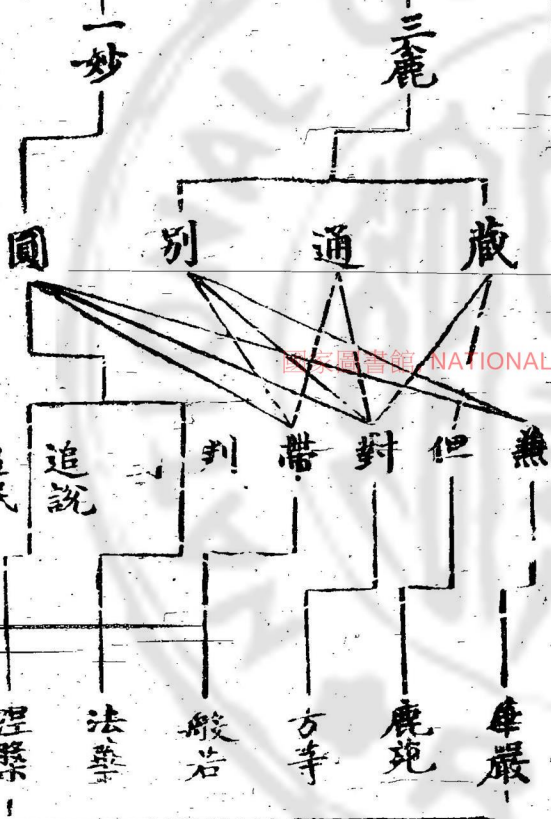 三麁
一妙
藏
通
別
圓
國家圖書館 NATIONAL
兼
但
對
帶
判
追說
華嚴
鹿苑
方等
般若
法華
涅槃